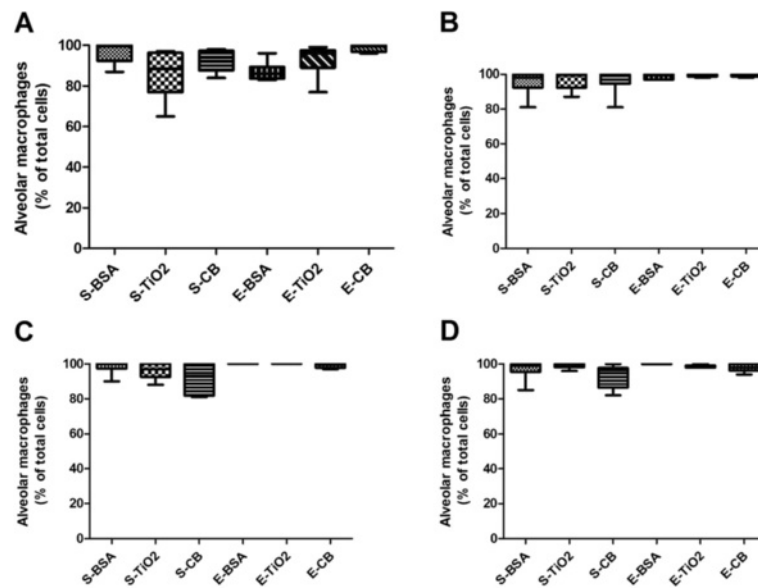 A
Alveolar macrophages
(% of total cells)
100
80
60
40
20
0
S-BSA
S-TiO2
S-CB
E-BSA
E-TiO2
E-CB
B
Alveolar macrophages
(% of total cells)
100
80
60
40
20
0
S-BSA
S-TiO2
S-CB
E-BSA
E-TiO2
E-CB
C
Alveolar macrophages
(% of total cells)
100
80
60
40
20
0
S-BSA
S-TiO2
S-CB
E-BSA
E-TiO2
E-CB
D
Alveolar macrophages
(% of total cells)
100
80
60
40
20
0
S-BSA
S-TiO2
S-CB
E-BSA
E-TiO2
E-CB